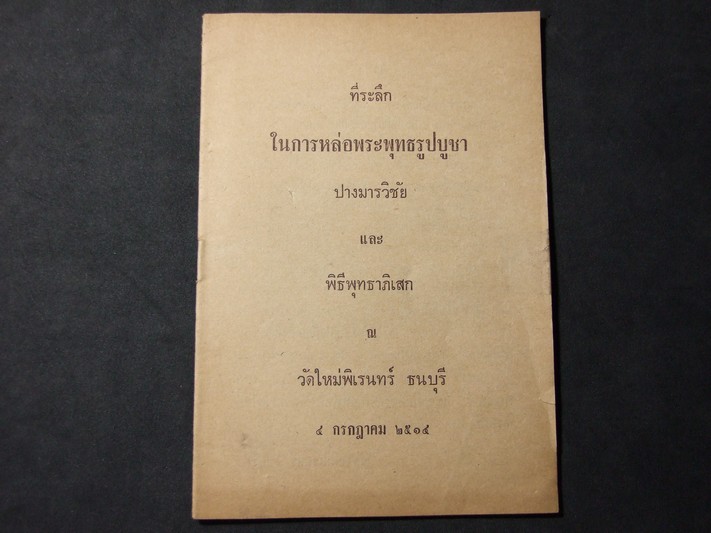 ที่ระลึก
ในการหล่อพระพุทธรูปบูชา
ปางมารวิชัย
และ
พิธีพุทธาภิเสก
ณ
วัดใหม่พิเรนทร์ ธนบุรี
๔ กรกฎาคม ๒๕๑๔